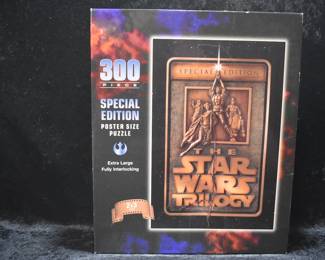 300
PIECE
SPECIAL
EDITION
POSTER SIZE
PUZZLE
Extra Large
Fully Interlocking
SPECIAL EDITION
THE
STAR
WARS
TRILOGY